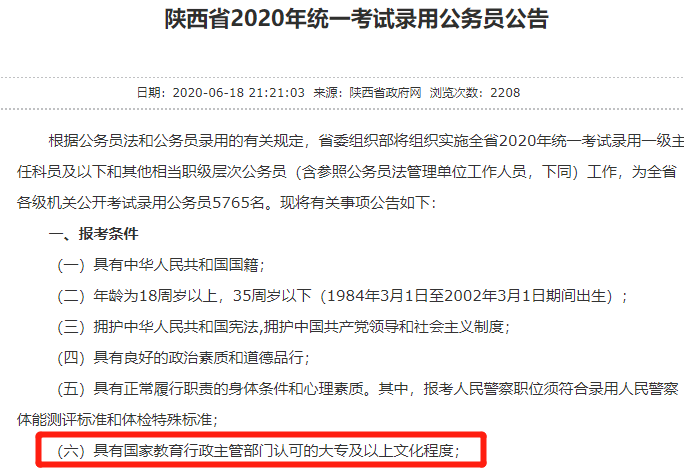 陕西省2020年统一考试录用公务员公告
日期：2020-06-18 21:21:03 来源：陕西省政府网 浏览次数：2208
根据公务员法和公务员录用的有关规定，省委组织部将组织实施全省2020年统一考试录用一级主
任科员及以下和其他相当职级层次公务员（含参照公务员法管理单位工作人员，下同）工作，为全省
各级机关公开考试录用公务员5765名。现将有关事项公告如下：
一、报考条件
（一）具有中华人民共和国国籍；
（二）年龄为18周岁以上，35周岁以下（1984年3月1日至2002年3月1日期间出生）；
（三）拥护中华人民共和国宪法,拥护中国共产党领导和社会主义制度；
（四）具有良好的政治素质和道德品行；
（五）具有正常履行职责的身体条件和心理素质。其中，报考人民警察职位须符合录用人民警察
体能测评标准和体检特殊标准；
（六）具有国家教育行政主管部门认可的大专及以上文化程度；